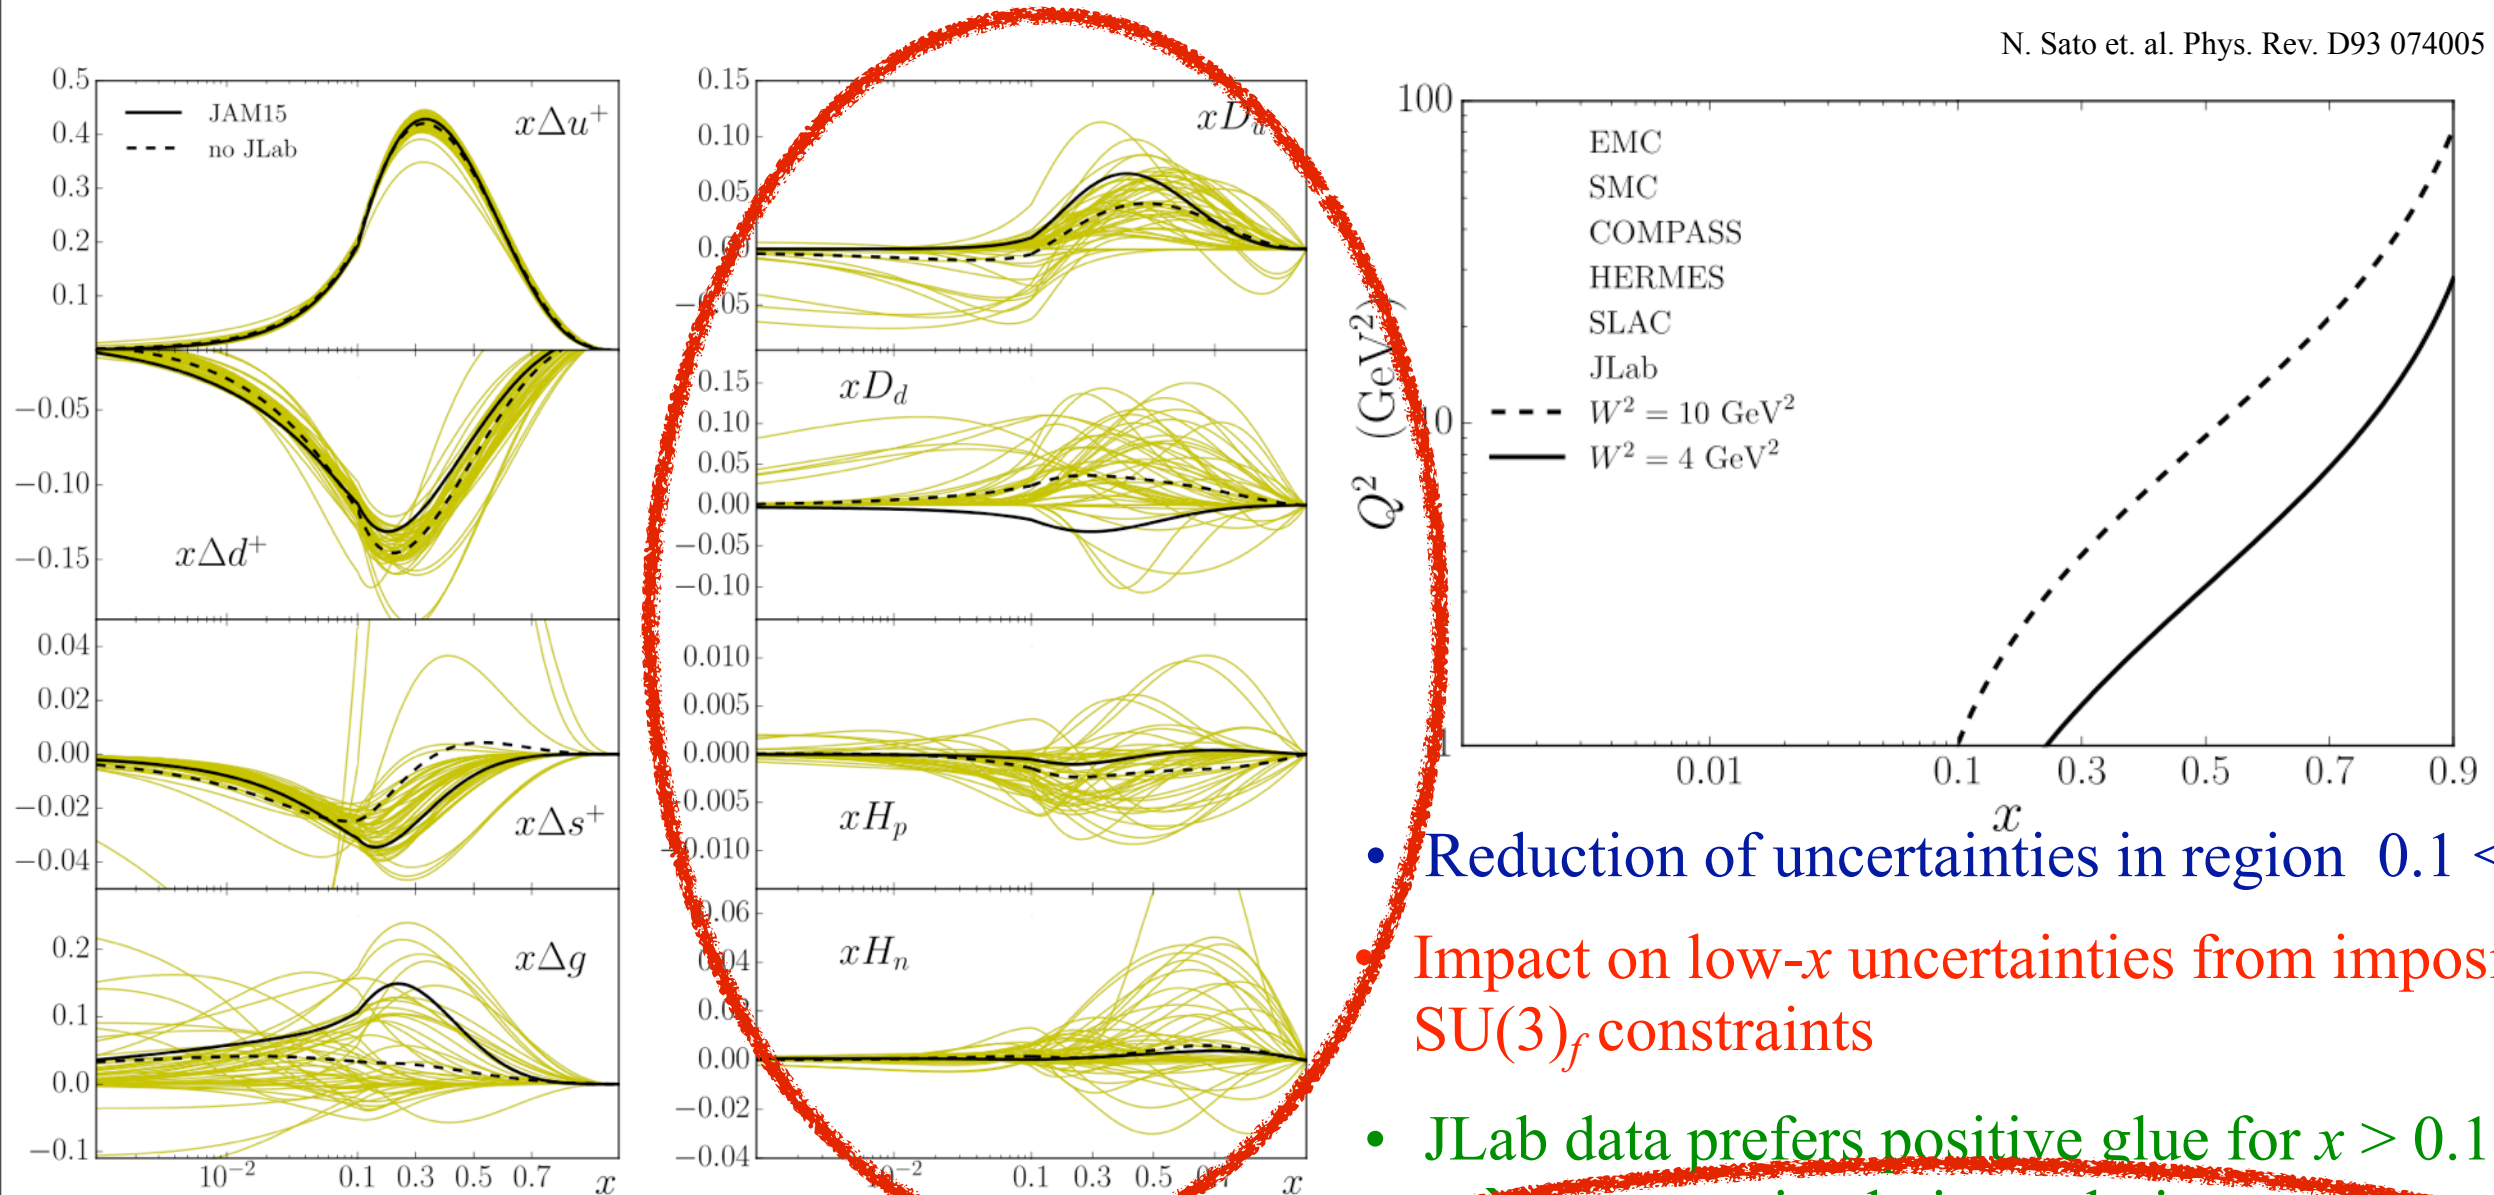 N. Sato et. al. Phys. Rev. D93 074005
0.5
0.4
0.3
0.2
0.1
JAM15
no JLab
xΔu⁺
−0.05
−0.10
−0.15
xΔd⁺
0.04
0.02
0.00
−0.02
−0.04
xΔs⁺
0.2
0.1
0.0
−0.1
xΔg
10⁻² 0.1 0.3 0.5 0.7 x
0.15
0.10
0.05
xD
0.15
0.10
0.05
0.00
−0.05
−0.10
xD_d
0.010
0.005
0.000
xH_p
xH_n
0.00
−0.02
−0.04
0.1 0.3 0.5 x
100
Q² (GeV²)
EMC
SMC
COMPASS
HERMES
SLAC
JLab
W² = 10 GeV²
W² = 4 GeV²
0.01 0.1 0.3 0.5 0.7 0.9
x
• Reduction of uncertainties in region 0.1 <
• Impact on low-x uncertainties from
SU(3)_f constraints
• JLab data prefers positive glue for x > 0.1